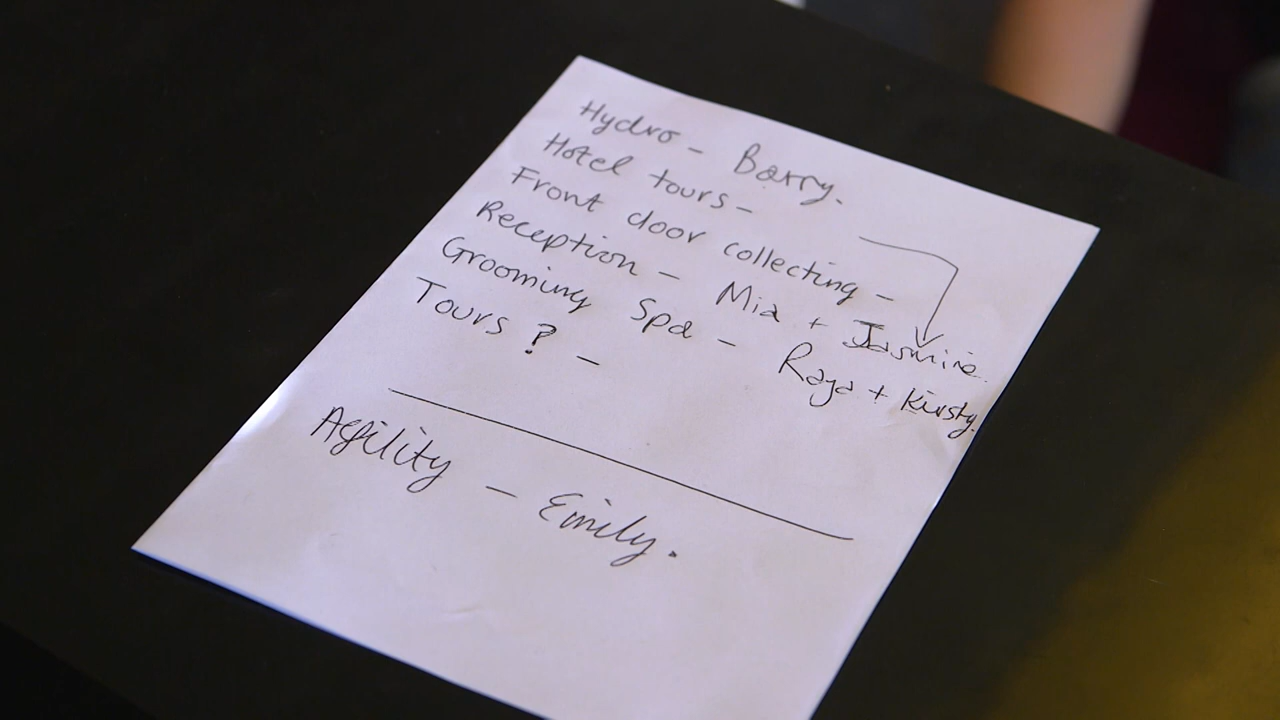 Hydro - Barry.
Hotel tours -
Front door collecting -
Reception - Mia + Jasmine.
Grooming Spa - Raya + Kirsty.
Tours ? -
Agility - Emily.